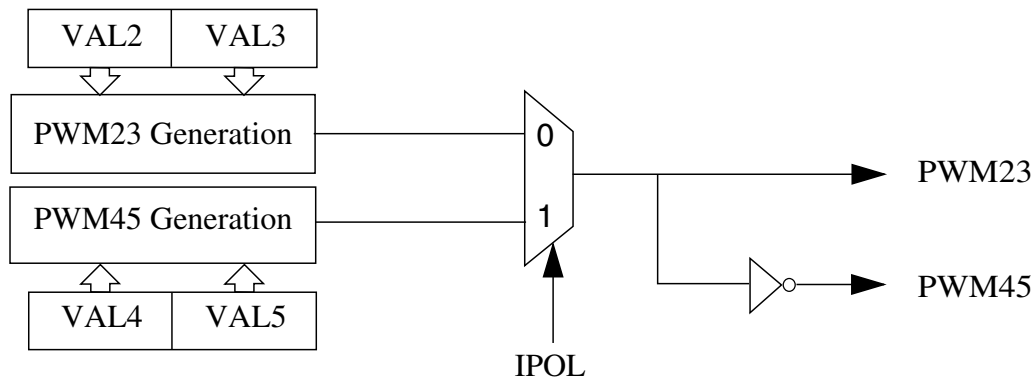 VAL2 VAL3
PWM23 Generation
0
PWM23
PWM45 Generation
1
VAL4 VAL5
PWM45
IPOL